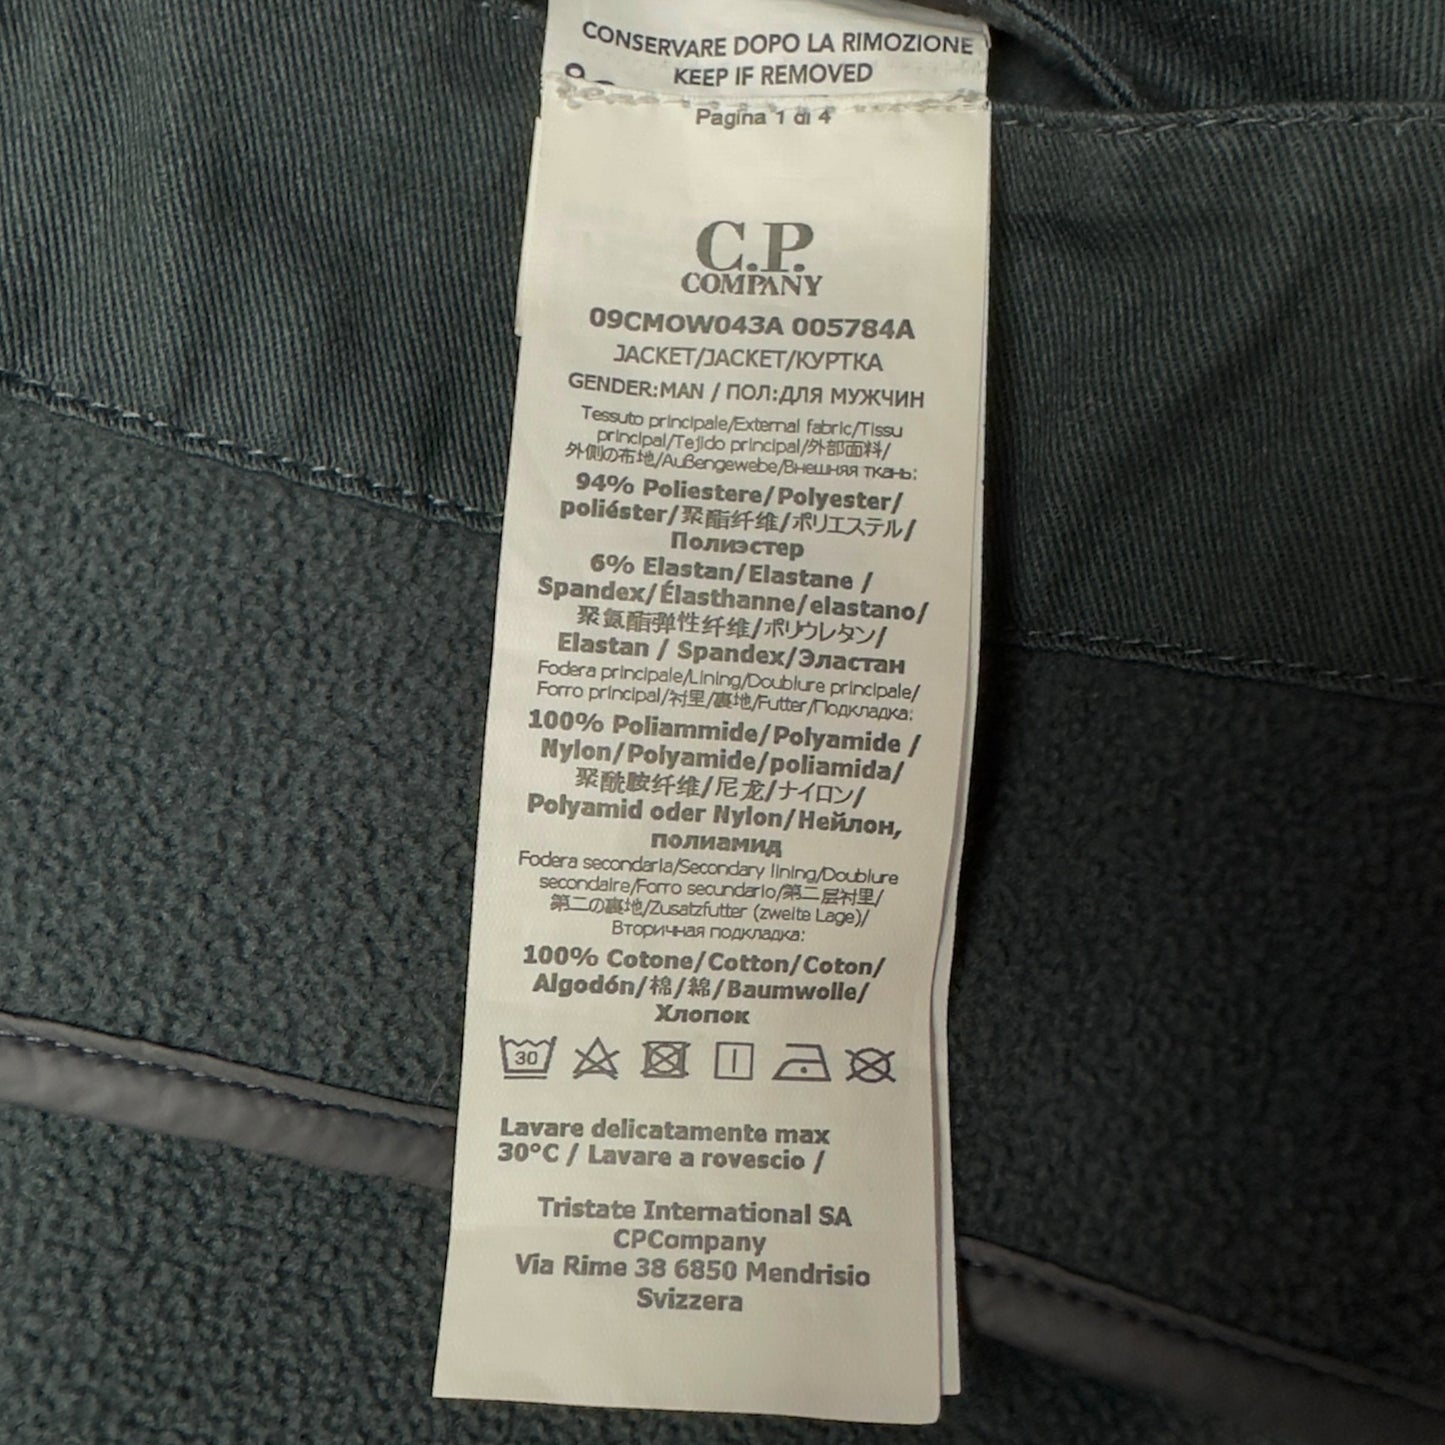 CONSERVARE DOPO LA RIMOZIONE
KEEP IF REMOVED
Pagina 1 di 4
C.P.
COMPANY
09CMOW043A 005784A
JACKET/JACKET/КУРТКА
GENDER:MAN / ПОЛ:ДЛЯ МУЖЧИН
Tessuto principale/External fabric/Tissu
principal/Tejido principal/外部面料/
外側の布地/Außengewebe/Внешняя ткань:
94% Poliestere/Polyester/
poliéster/聚酯纤维/ポリエステル/
Полиэстер
6% Elastan/Elastane /
Spandex/Élasthanne/elastano/
聚氨酯弹性纤维/ポリウレタン/
Elastan / Spandex/Эластан
Fodera principale/Lining/Doublure principale/
Forro principal/衬里/裏地/Futter/Подкладка:
100% Poliammide/Polyamide /
Nylon/Polyamide/poliamida/
聚酰胺纤维/尼龙/ナイロン/
Polyamid oder Nylon/Нейлон,
полиамид
Fodera secondaria/Secondary lining/Doublure
secondaire/Forro secundario/第二层衬里/
第二の裏地/Zusatzfutter (zweite Lage)/
Вторичная подкладка:
100% Cotone/Cotton/Coton/
Algodón/棉/綿/Baumwolle/
Хлопок
30
Lavare delicatamente max
30°C / Lavare a rovescio /
Tristate International SA
CPCompany
Via Rime 38 6850 Mendrisio
Svizzera